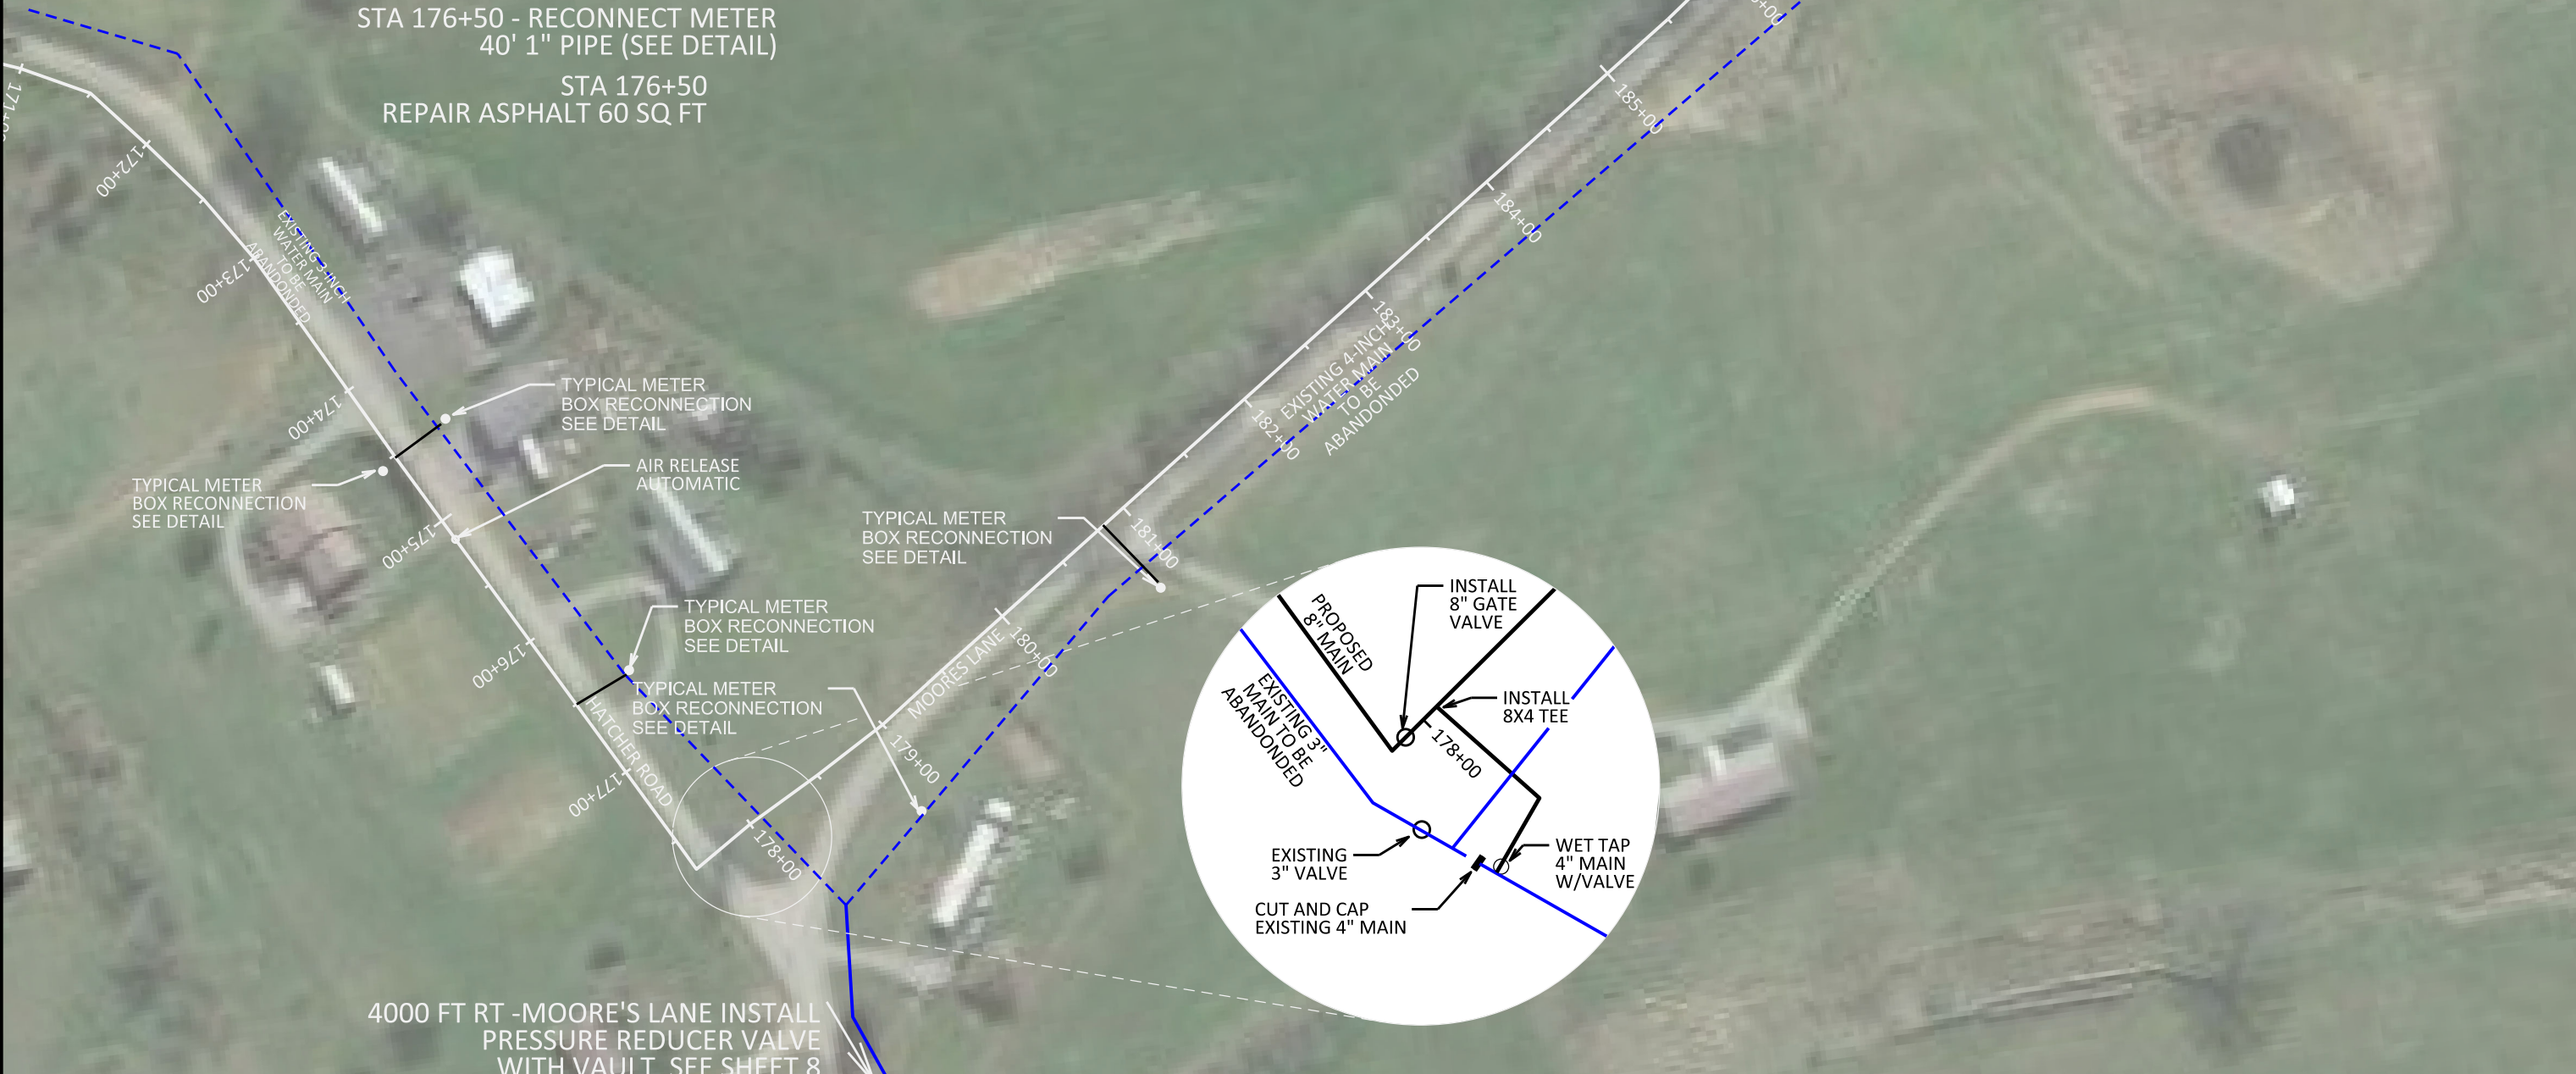 STA 176+50 - RECONNECT METER
40' 1" PIPE (SEE DETAIL)
STA 176+50
REPAIR ASPHALT 60 SQ FT
172+00
173+00
174+00
175+00
176+00
177+00
178+00
179+00
180+00
181+00
182+00
183+00
184+00
185+00
EXISTING 3-INCH
WATER MAIN
TO BE
ABANDONDED
TYPICAL METER
BOX RECONNECTION
SEE DETAIL
TYPICAL METER
BOX RECONNECTION
SEE DETAIL
AIR RELEASE
AUTOMATIC
TYPICAL METER
BOX RECONNECTION
SEE DETAIL
TYPICAL METER
BOX RECONNECTION
SEE DETAIL
TYPICAL METER
BOX RECONNECTION
SEE DETAIL
HATCHER ROAD
MOORES LANE
EXISTING 4-INCH
WATER MAIN
TO BE
ABANDONDED
PROPOSED
8" MAIN
INSTALL
8" GATE
VALVE
INSTALL
8X4 TEE
178+00
EXISTING 3"
MAIN TO BE
ABANDONDED
EXISTING
3" VALVE
WET TAP
4" MAIN
W/VALVE
CUT AND CAP
EXISTING 4" MAIN
4000 FT RT -MOORE'S LANE INSTALL
PRESSURE REDUCER VALVE
WITH VAULT SEE SHEET 8